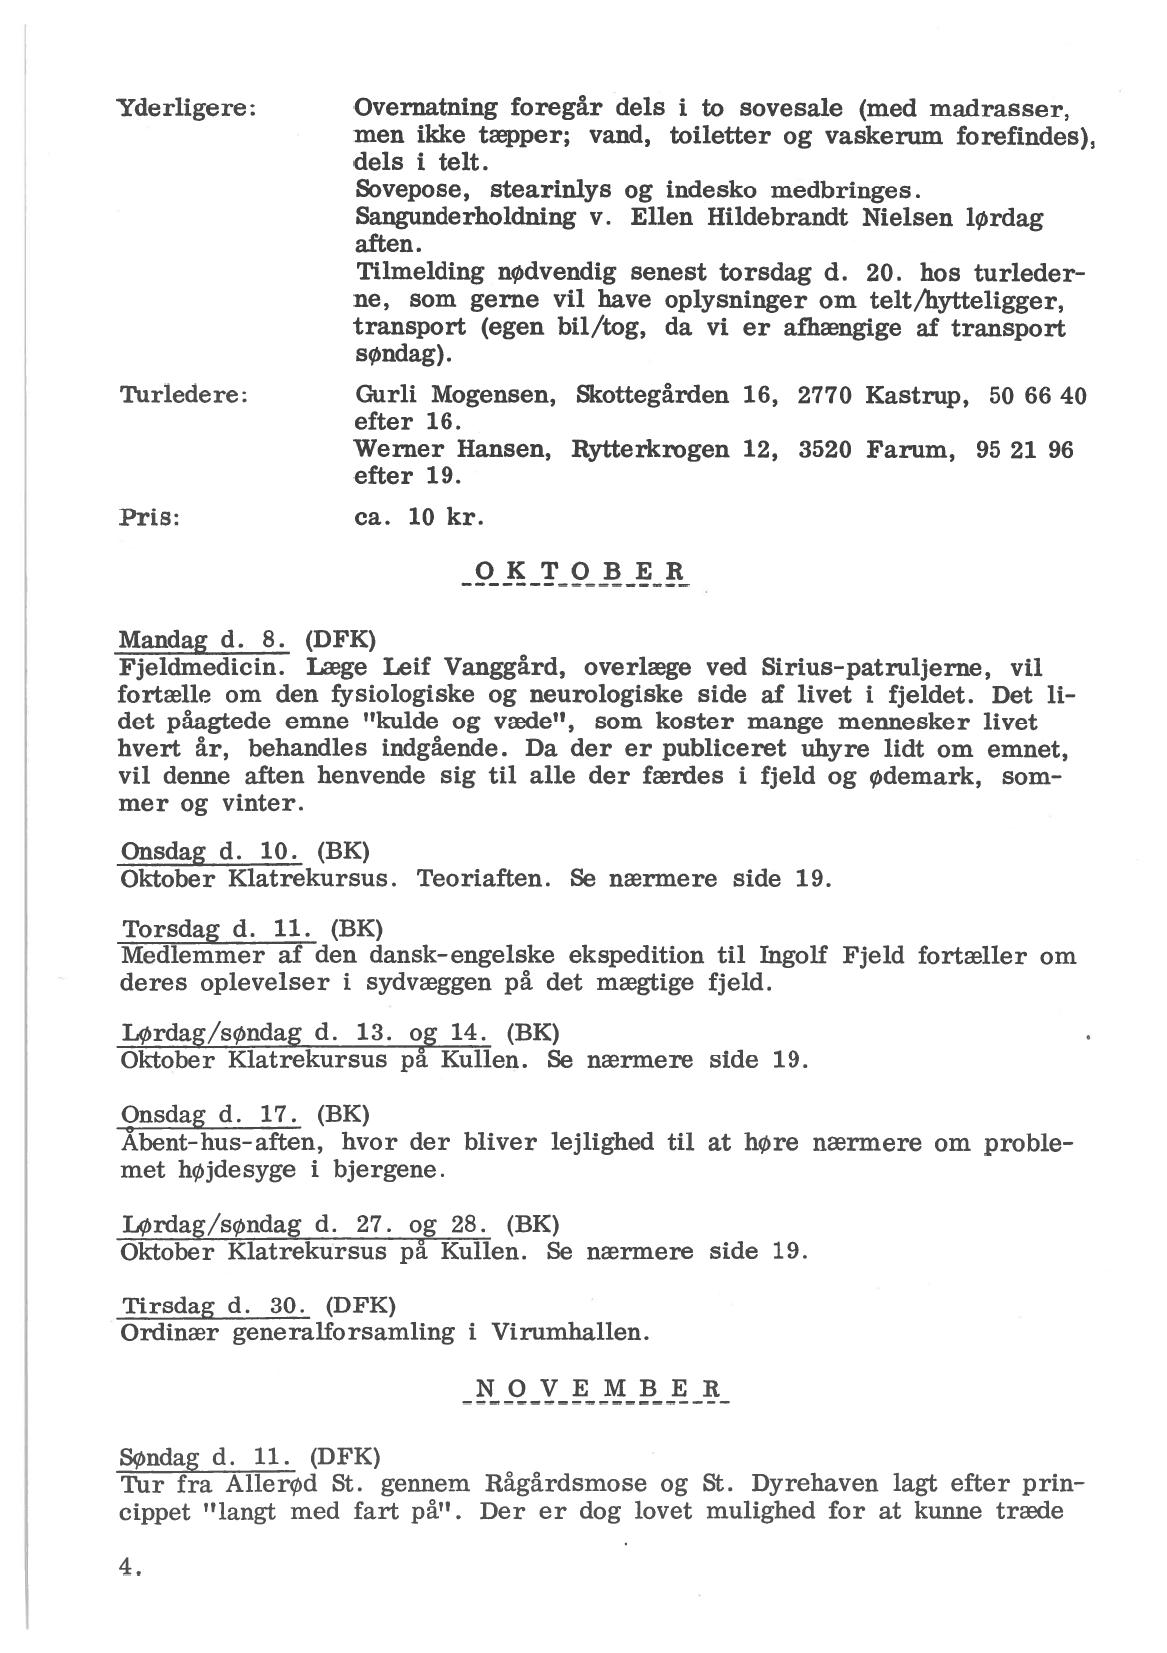 Yderligere: Overnatning foregår dels i to sovesale (med madrasser,
men ikke tæpper; vand, toiletter og vaskerum forefindes),
dels i telt.
Sovepose, stearinlys og indesko medbringes.
Sangunderholdning v. Ellen Hildebrandt Nielsen lørdag
aften.
Tilmelding nødvendig senest torsdag d. 20. hos turleder-
ne, som gerne vil have oplysninger om telt/hytteligger,
transport (egen bil/tog, da vi er afhængige af transport
søndag).
Turledere: Gurli Mogensen, Skottegården 16, 2770 Kastrup, 50 66 40
efter 16.
Werner Hansen, Rytterkrogen 12, 3520 Farum, 95 21 96
efter 19.
Pris: ca. 10 kr.
O K T O B E R
Mandag d. 8. (DFK)
Fjeldmedicin. Læge Leif Vanggård, overlæge ved Sirius-patruljerne, vil
fortælle om den fysiologiske og neurologiske side af livet i fjeldet. Det li-
det påagtede emne "kulde og væde", som koster mange mennesker livet
hvert år, behandles indgående. Da der er publiceret uhyre lidt om emnet,
vil denne aften henvende sig til alle der færdes i fjeld og ødemark, som-
mer og vinter.
Onsdag d. 10. (BK)
Oktober Klatrekursus. Teoriaften. Se nærmere side 19.
Torsdag d. 11. (BK)
Medlemmer af den dansk-engelske ekspedition til Ingolf Fjeld fortæller om
deres oplevelser i sydvæggen på det mægtige fjeld.
Lørdag/søndag d. 13. og 14. (BK)
Oktober Klatrekursus på Kullen. Se nærmere side 19.
Onsdag d. 17. (BK)
Åbent-hus-aften, hvor der bliver lejlighed til at høre nærmere om proble-
met højdesyge i bjergene.
Lørdag/søndag d. 27. og 28. (BK)
Oktober Klatrekursus på Kullen. Se nærmere side 19.
Tirsdag d. 30. (DFK)
Ordinær generalforsamling i Virumhallen.
N O V E M B E R
Søndag d. 11. (DFK)
Tur fra Allerød St. gennem Rågårdsmose og St. Dyrehaven lagt efter prin-
cippet "langt med fart på". Der er dog lovet mulighed for at kunne træde
4.